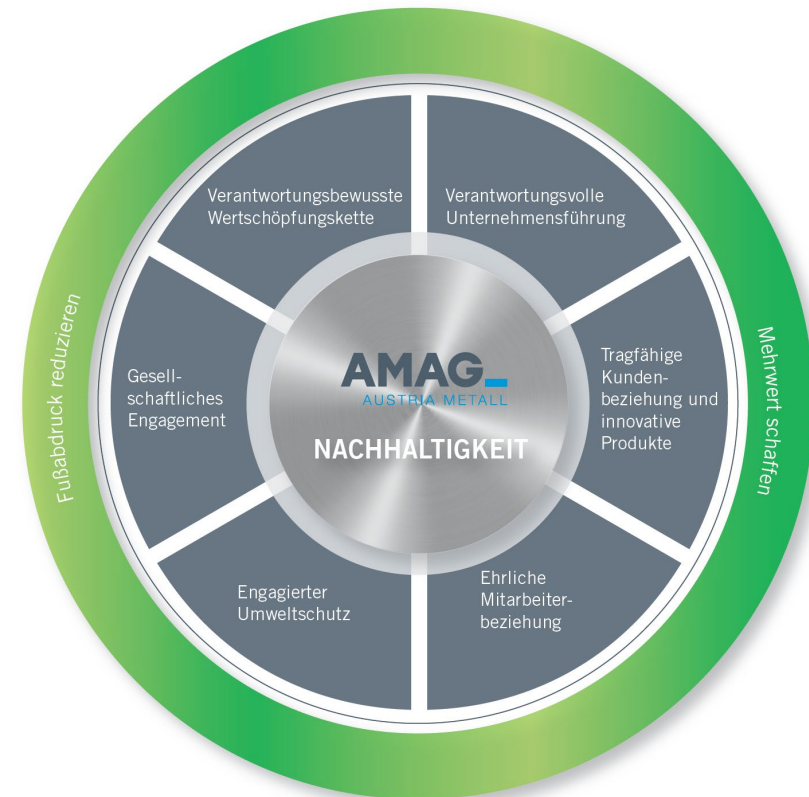 Verantwortungsbewusste
Wertschöpfungskette
Verantwortungsvolle
Unternehmensführung
Fußabdruck reduzieren
Gesell-
schaftliches
Engagement
AMAG_
AUSTRIA METALL
NACHHALTIGKEIT
Tragfähige
Kunden-
beziehung und
innovative
Produkte
Mehrwert schaffen
Engagierter
Umweltschutz
Ehrliche
Mitarbeiter-
beziehung